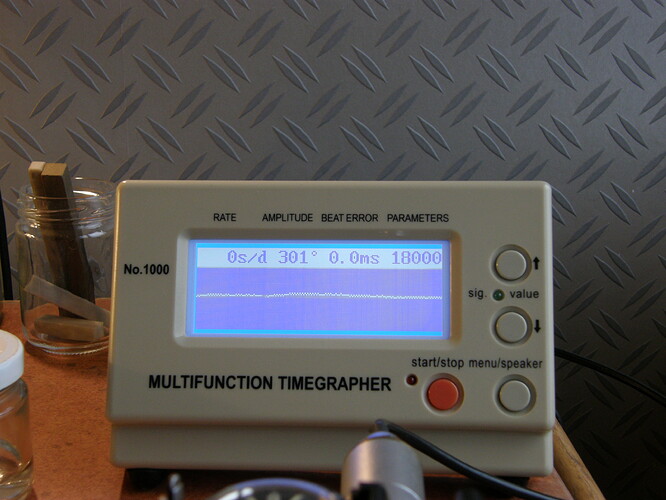 RATE AMPLITUDE BEAT ERROR PARAMETERS
0s/d 301° 0.0ms 18000
No.1000
sig. value
start/stop menu/speaker
MULTIFUNCTION TIMEGRAPHER